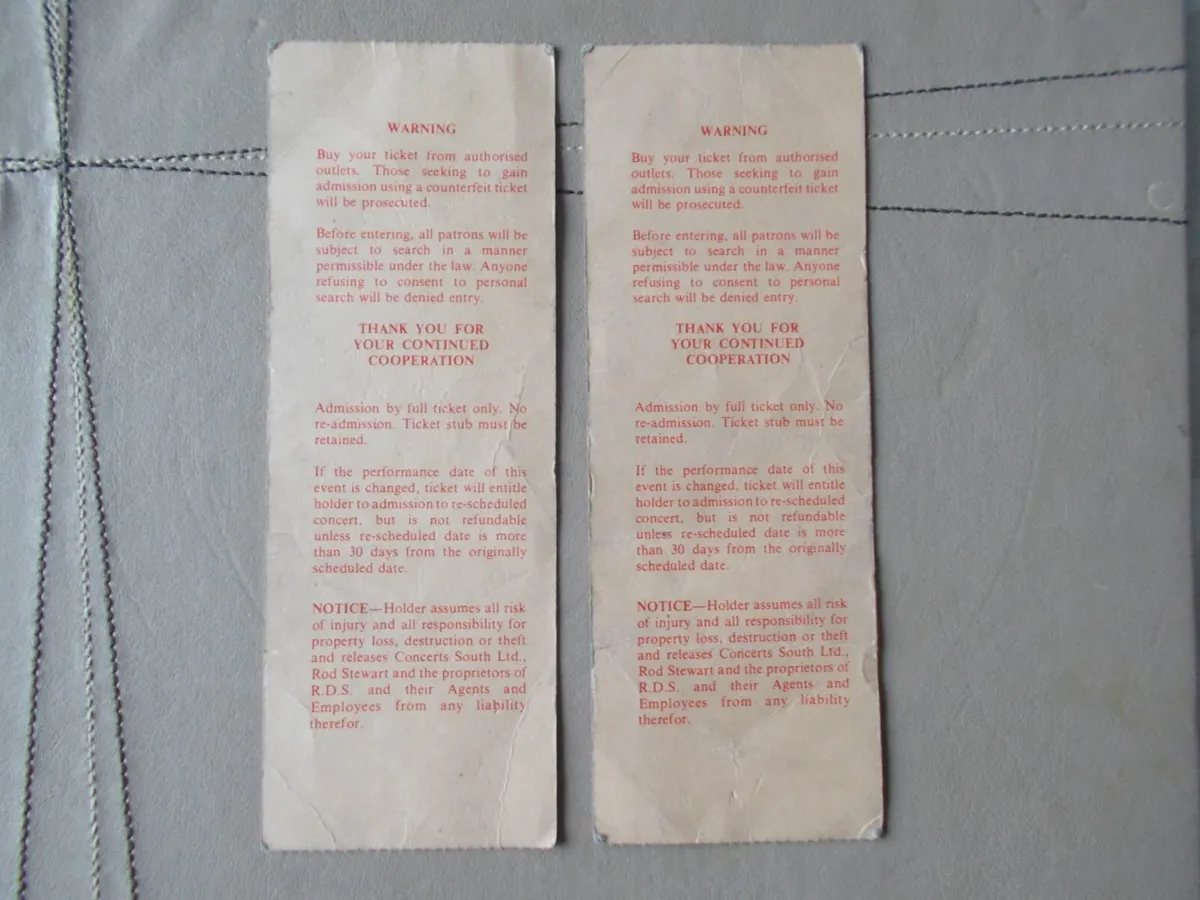 WARNING
Buy your ticket from authorised
outlets. Those seeking to gain
admission using a counterfeit ticket
will be prosecuted.
Before entering, all patrons will be
subject to search in a manner
permissible under the law. Anyone
refusing to consent to personal
search will be denied entry.
THANK YOU FOR
YOUR CONTINUED
COOPERATION
Admission by full ticket only. No
re-admission. Ticket stub must be
retained.
If the performance date of this
event is changed, ticket will entitle
holder to admission to re-scheduled
concert, but is not refundable
unless re-scheduled date is more
than 30 days from the originally
scheduled date.
NOTICE—Holder assumes all risk
of injury and all responsibility for
property loss, destruction or theft
and releases Concerts South Ltd.,
Rod Stewart and the proprietors of
R.D.S. and their Agents and
Employees from any liability
therefor.
WARNING
Buy your ticket from authorised
outlets. Those seeking to gain
admission using a counterfeit ticket
will be prosecuted.
Before entering, all patrons will be
subject to search in a manner
permissible under the law. Anyone
refusing to consent to personal
search will be denied entry.
THANK YOU FOR
YOUR CONTINUED
COOPERATION
Admission by full ticket only. No
re-admission. Ticket stub must be
retained.
If the performance date of this
event is changed, ticket will entitle
holder to admission to re-scheduled
concert, but is not refundable
unless re-scheduled date is more
than 30 days from the originally
scheduled date.
NOTICE—Holder assumes all risk
of injury and all responsibility for
property loss, destruction or theft
and releases Concerts South Ltd.,
Rod Stewart and the proprietors of
R.D.S. and their Agents and
Employees from any liability
therefor.